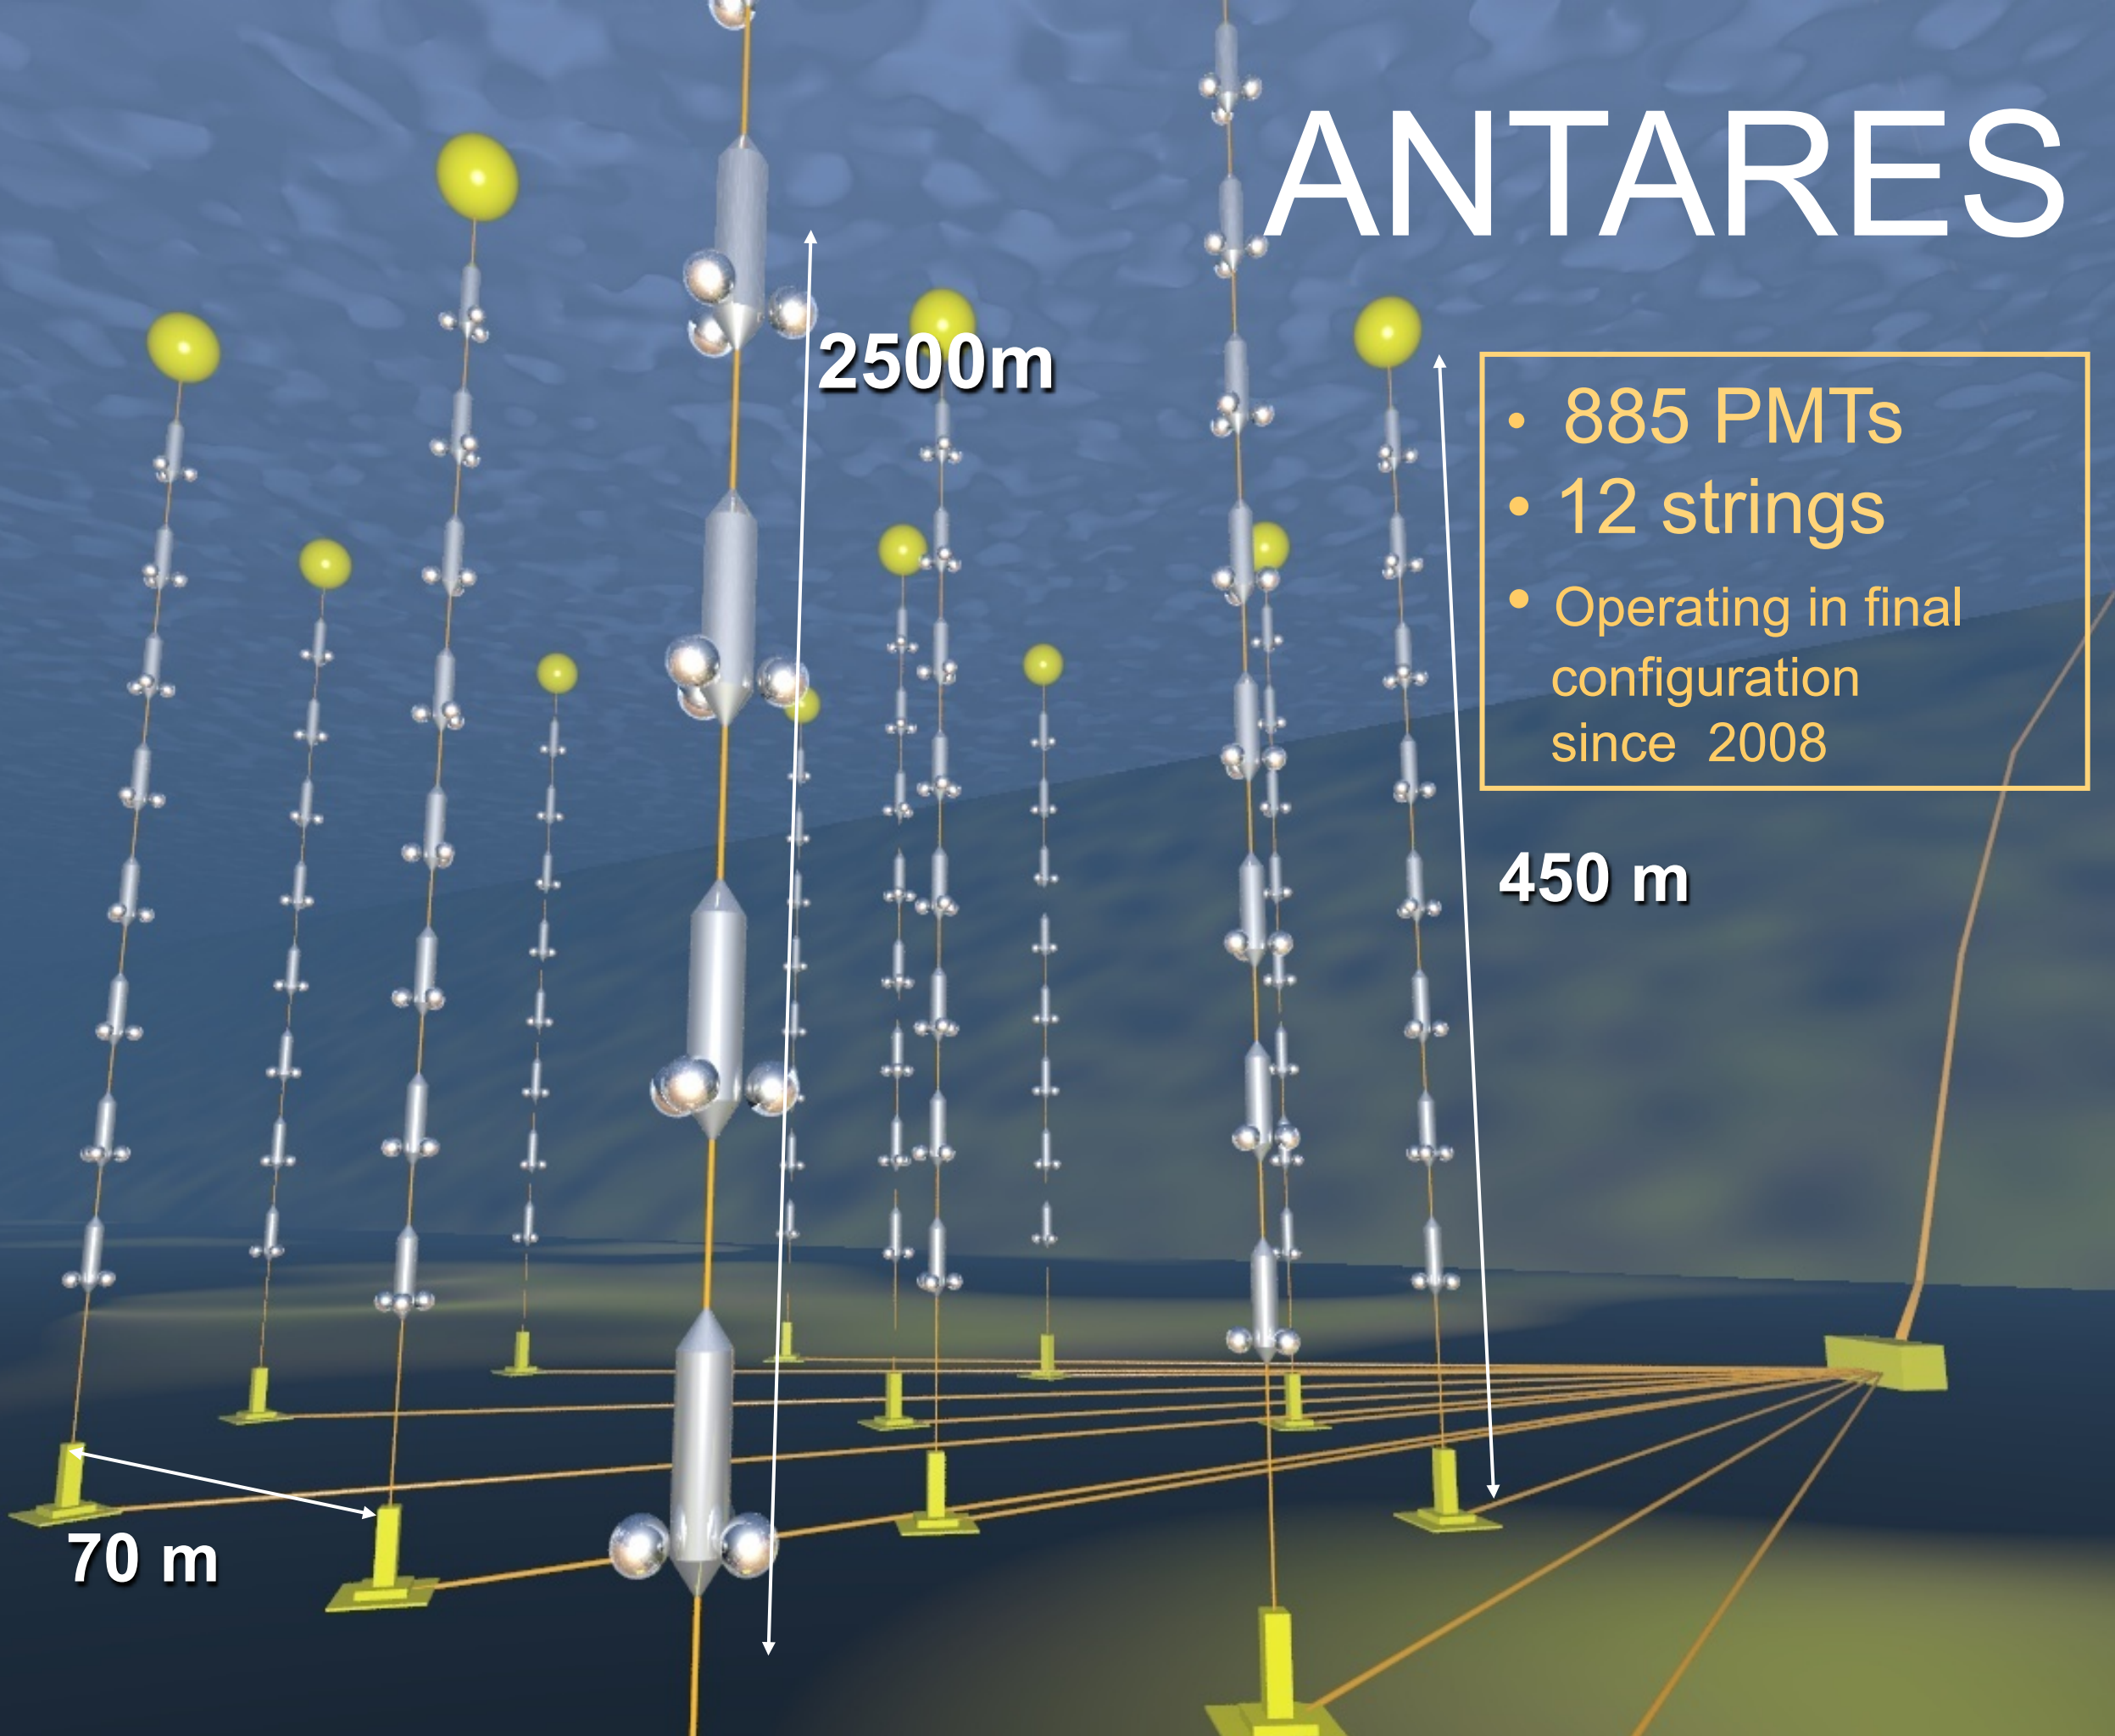 ANTARES
2500m
• 885 PMTs
• 12 strings
• Operating in final
configuration
since 2008
450 m
70 m